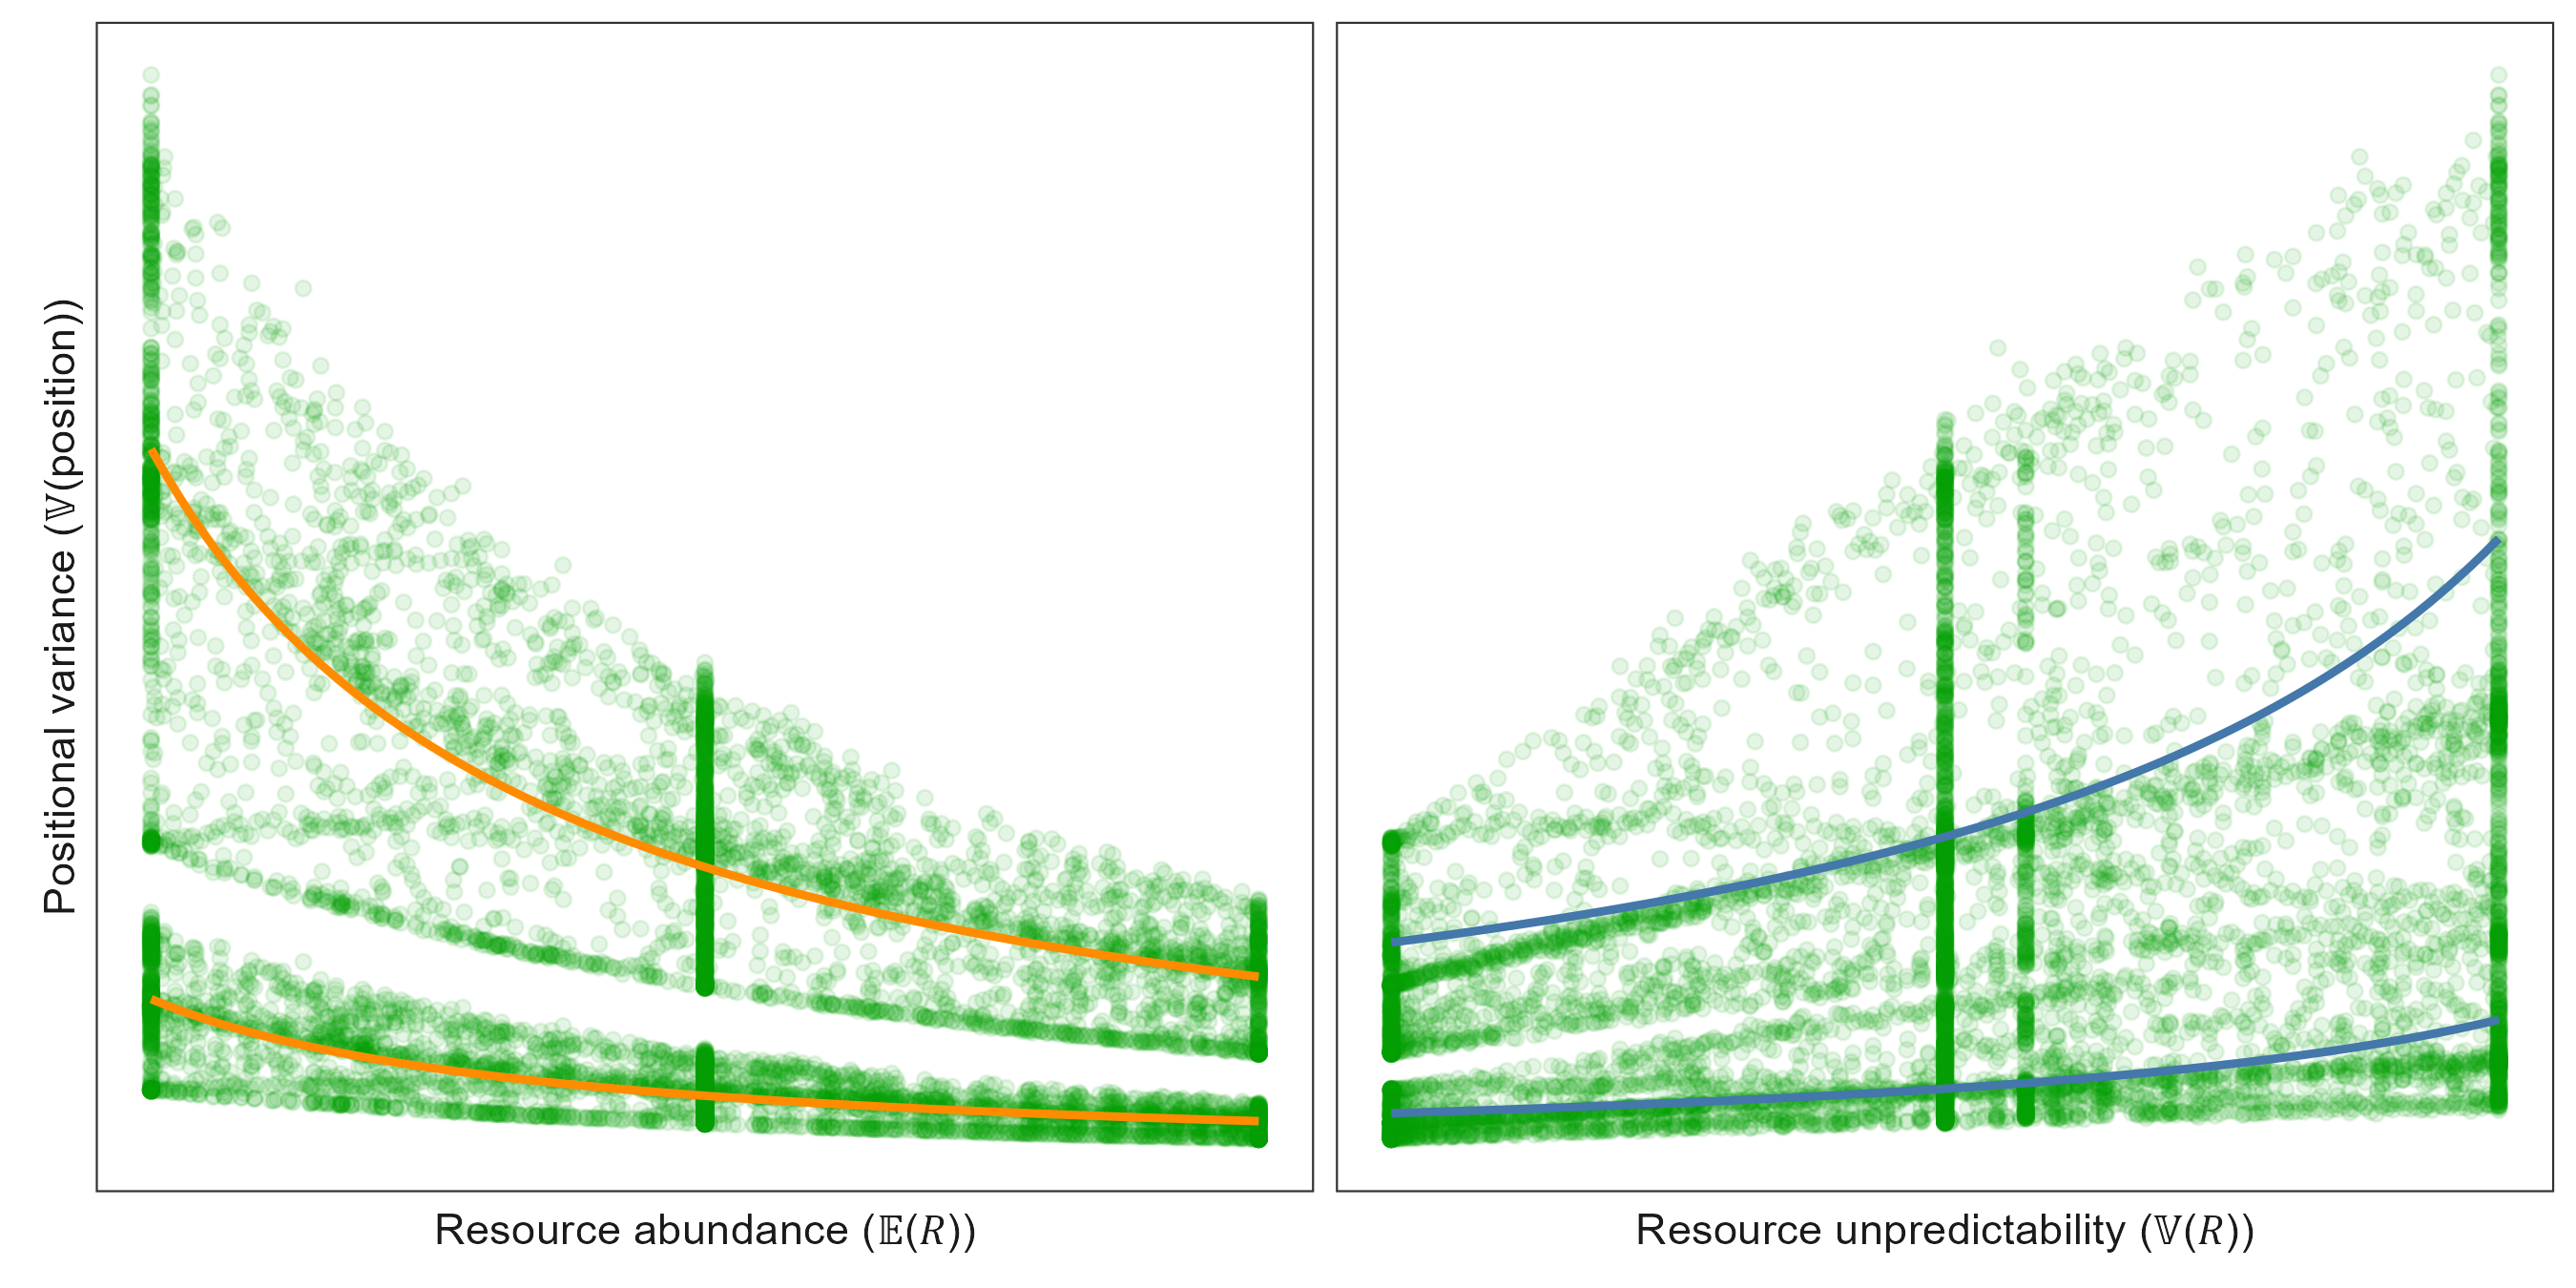 Positional variance (𝕍(position))
Resource abundance (𝔼(R))
Resource unpredictability (𝕍(R))